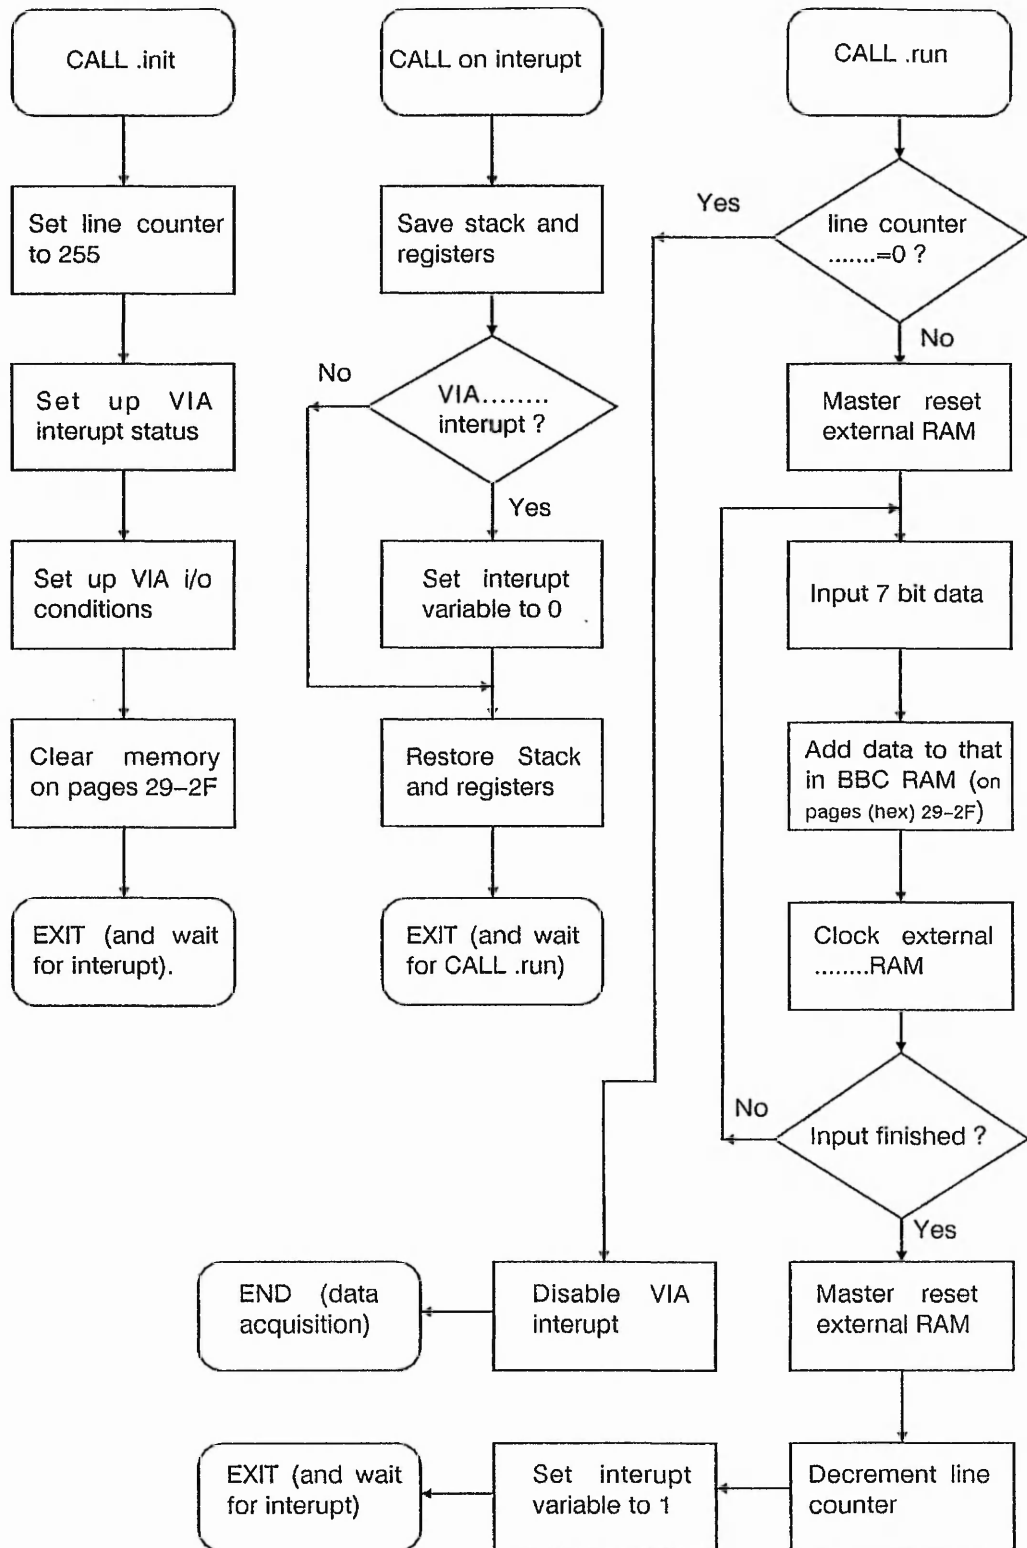 CALL .init
Set line counter
to 255
Set up VIA
interupt status
Set up VIA i/o
conditions
Clear memory
on pages 29–2F
EXIT (and wait
for interupt).
CALL on interupt
Save stack and
registers
No
VIA.........
interupt ?
Yes
Set interupt
variable to 0
Restore Stack
and registers
EXIT (and wait
for CALL .run)
CALL .run
Yes
line counter
.......=0 ?
No
Master reset
external RAM
Input 7 bit data
Add data to that
in BBC RAM (on
pages (hex) 29–2F)
Clock external
........RAM
No
Input finished ?
Yes
END (data
acquisition)
Disable VIA
interupt
Master reset
external RAM
EXIT (and wait
for interupt)
Set interupt
variable to 1
Decrement line
counter